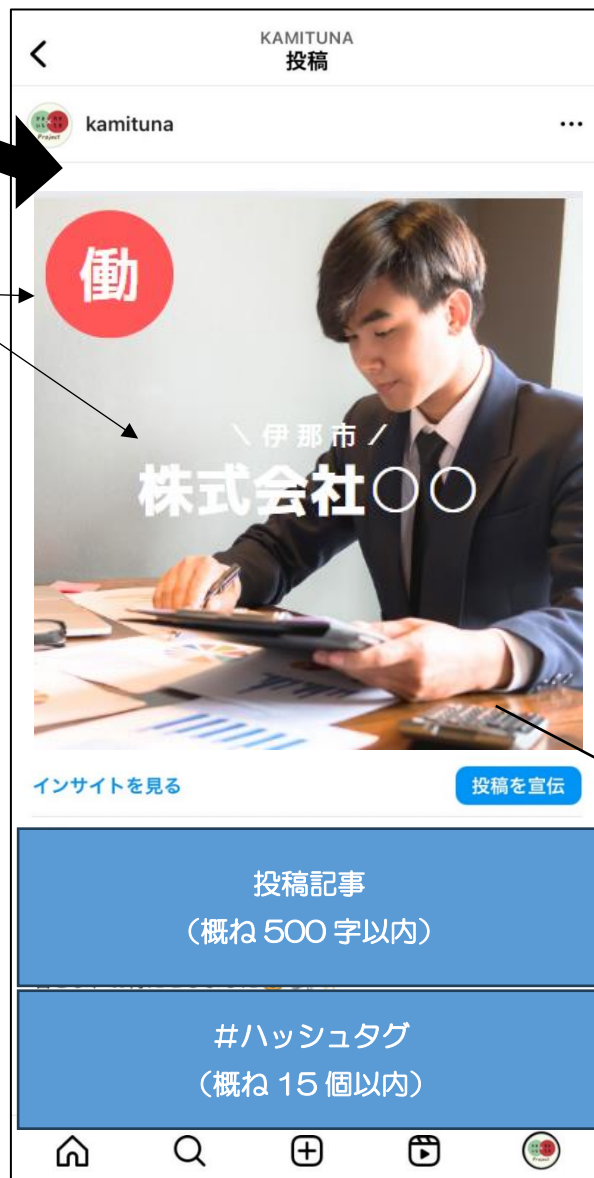 KAMITUNA
投稿
kamituna
働
\伊那市/
株式会社〇〇
インサイトを見る
投稿を宣伝
投稿記事
（概ね500字以内）
#ハッシュタグ
（概ね15個以内）